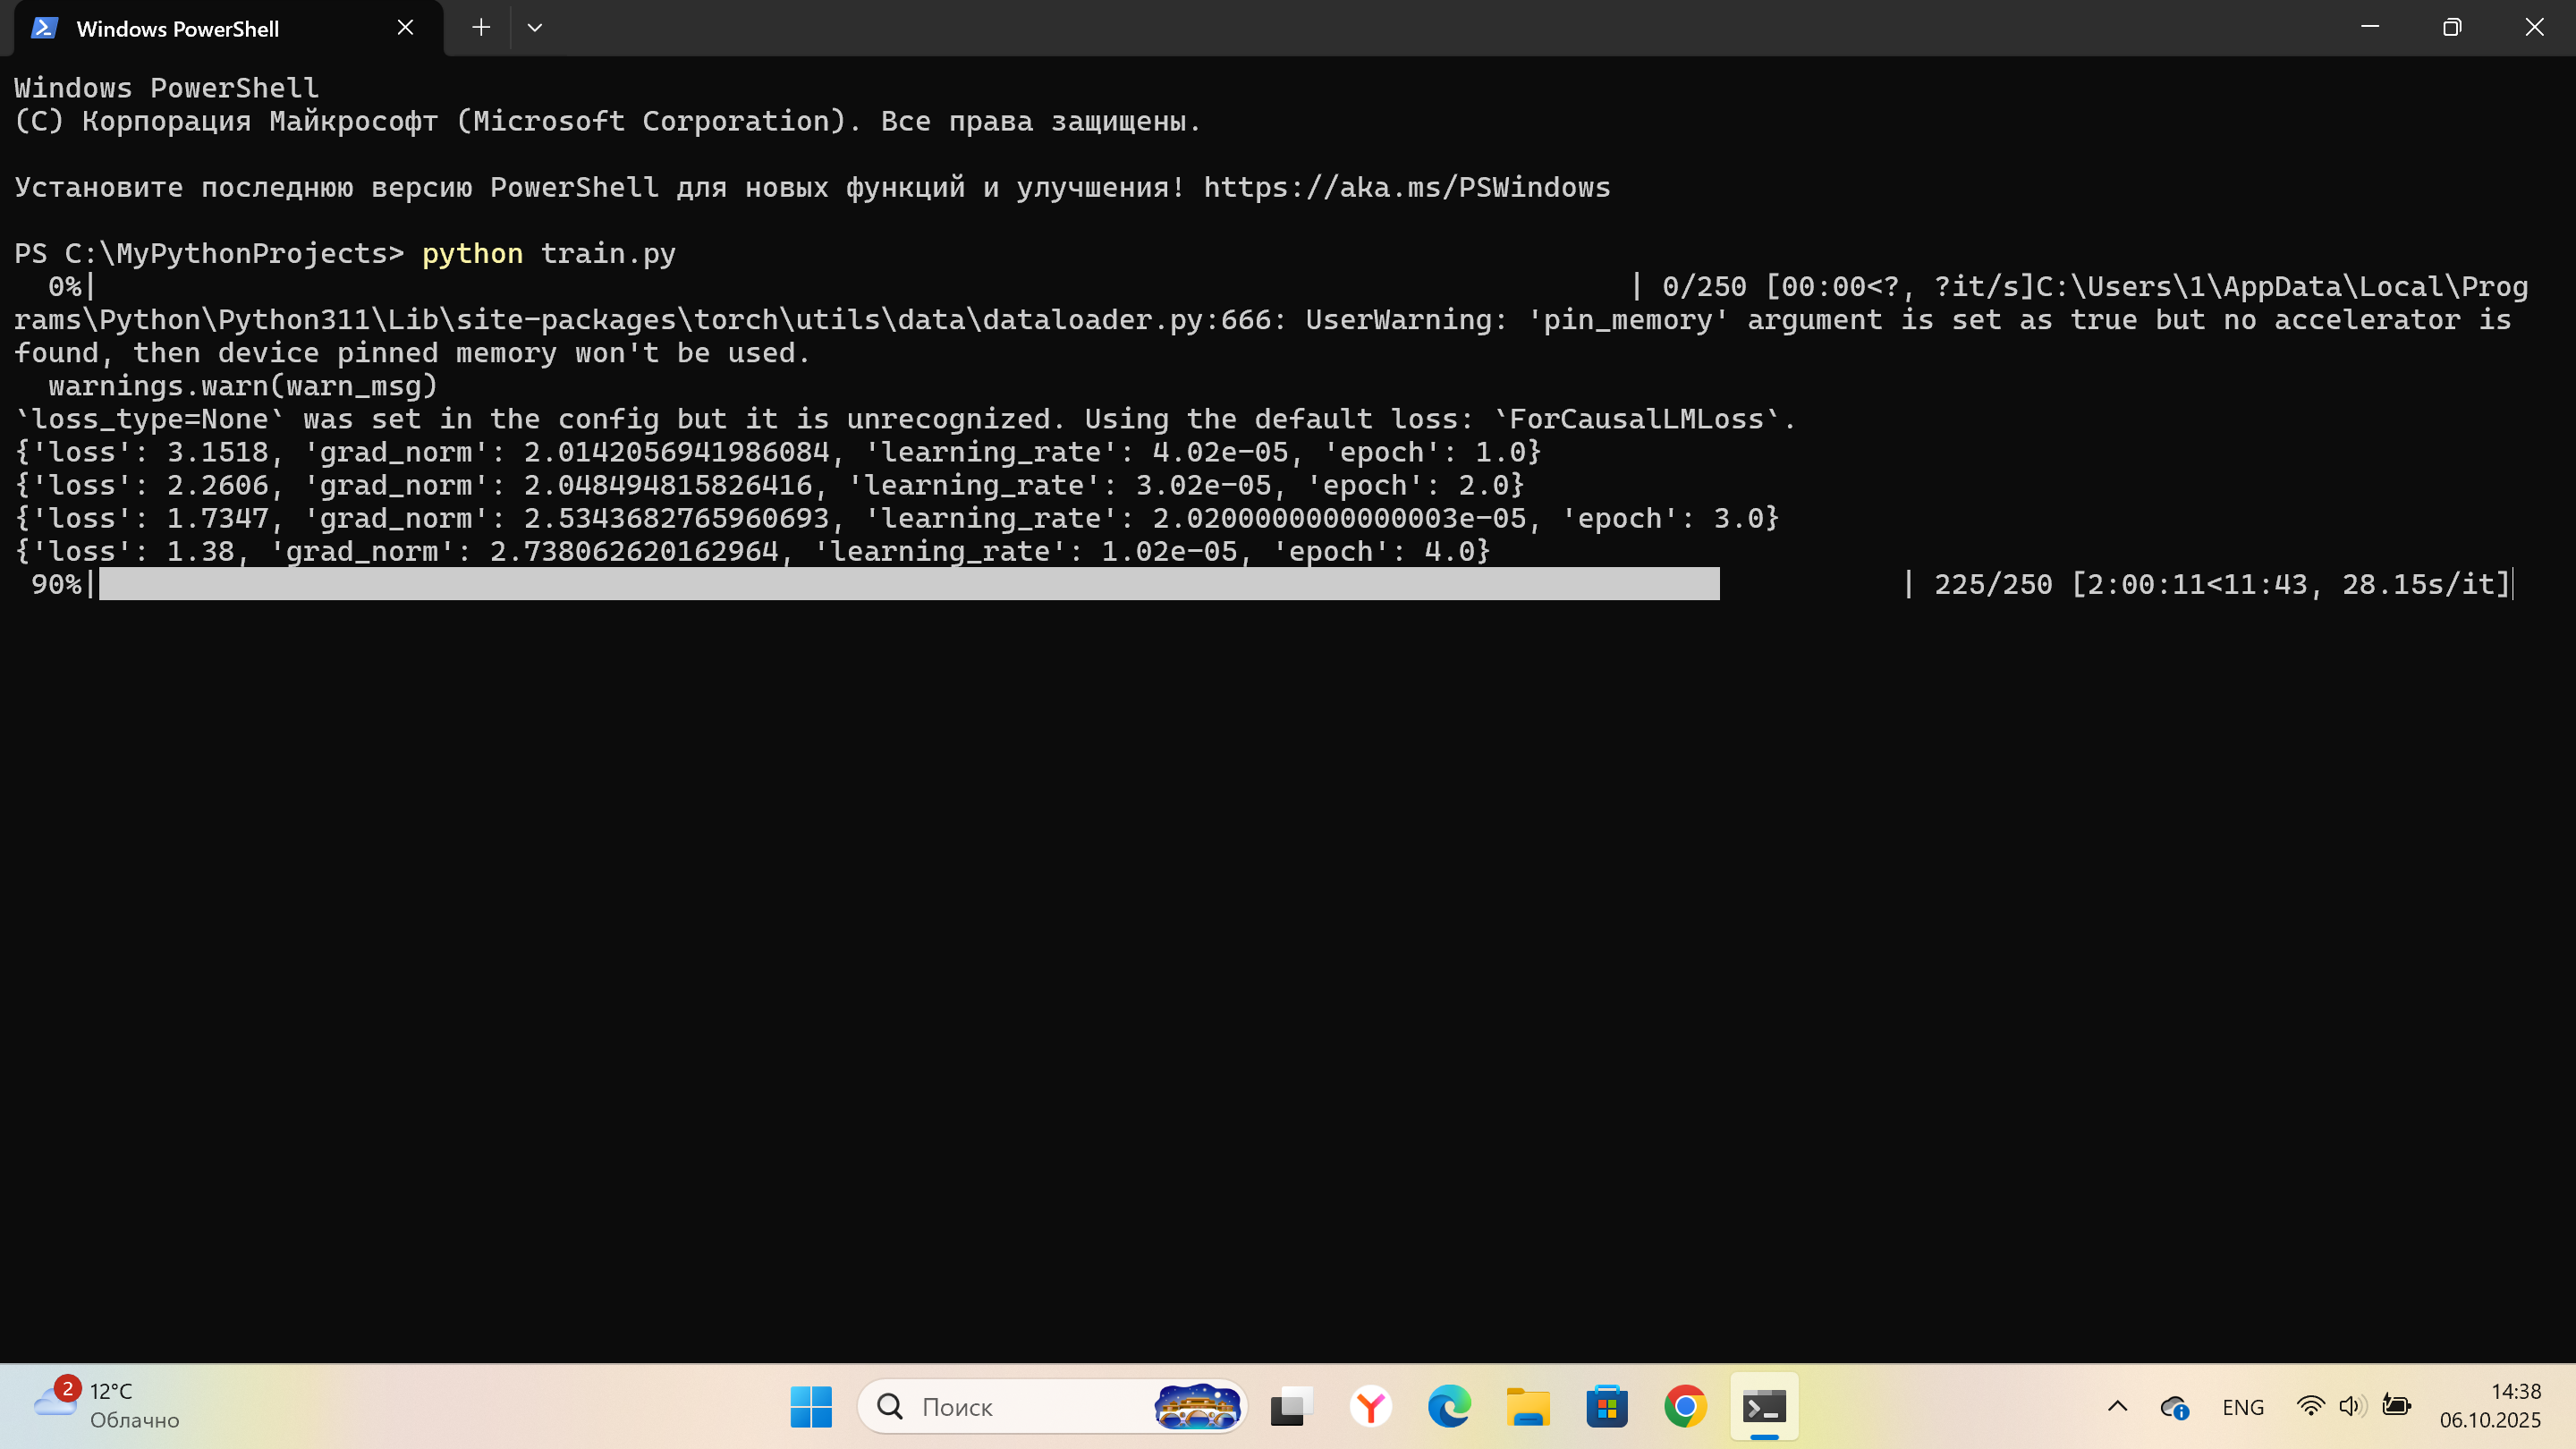 Windows PowerShell
Windows PowerShell
(C) Корпорация Майкрософт (Microsoft Corporation). Все права защищены.
Установите последнюю версию PowerShell для новых функций и улучшения! https://aka.ms/PSWindows
PS C:\MyPythonProjects> python train.py
0%| | 0/250 [00:00<?, ?it/s]C:\Users\1\AppData\Local\Prog
rams\Python\Python311\Lib\site-packages\torch\utils\data\dataloader.py:666: UserWarning: 'pin_memory' argument is set as true but no accelerator is
found, then device pinned memory won't be used.
warnings.warn(warn_msg)
`loss_type=None` was set in the config but it is unrecognized. Using the default loss: `ForCausalLMLoss`.
{'loss': 3.1518, 'grad_norm': 2.0142056941986084, 'learning_rate': 4.02e-05, 'epoch': 1.0}
{'loss': 2.2606, 'grad_norm': 2.048494815826416, 'learning_rate': 3.02e-05, 'epoch': 2.0}
{'loss': 1.7347, 'grad_norm': 2.5343682765960693, 'learning_rate': 2.0200000000000003e-05, 'epoch': 3.0}
{'loss': 1.38, 'grad_norm': 2.738062620162964, 'learning_rate': 1.02e-05, 'epoch': 4.0}
90%| | 225/250 [2:00:11<11:43, 28.15s/it]
2
12°C
Облачно
Поиск
ENG
14:38
06.10.2025